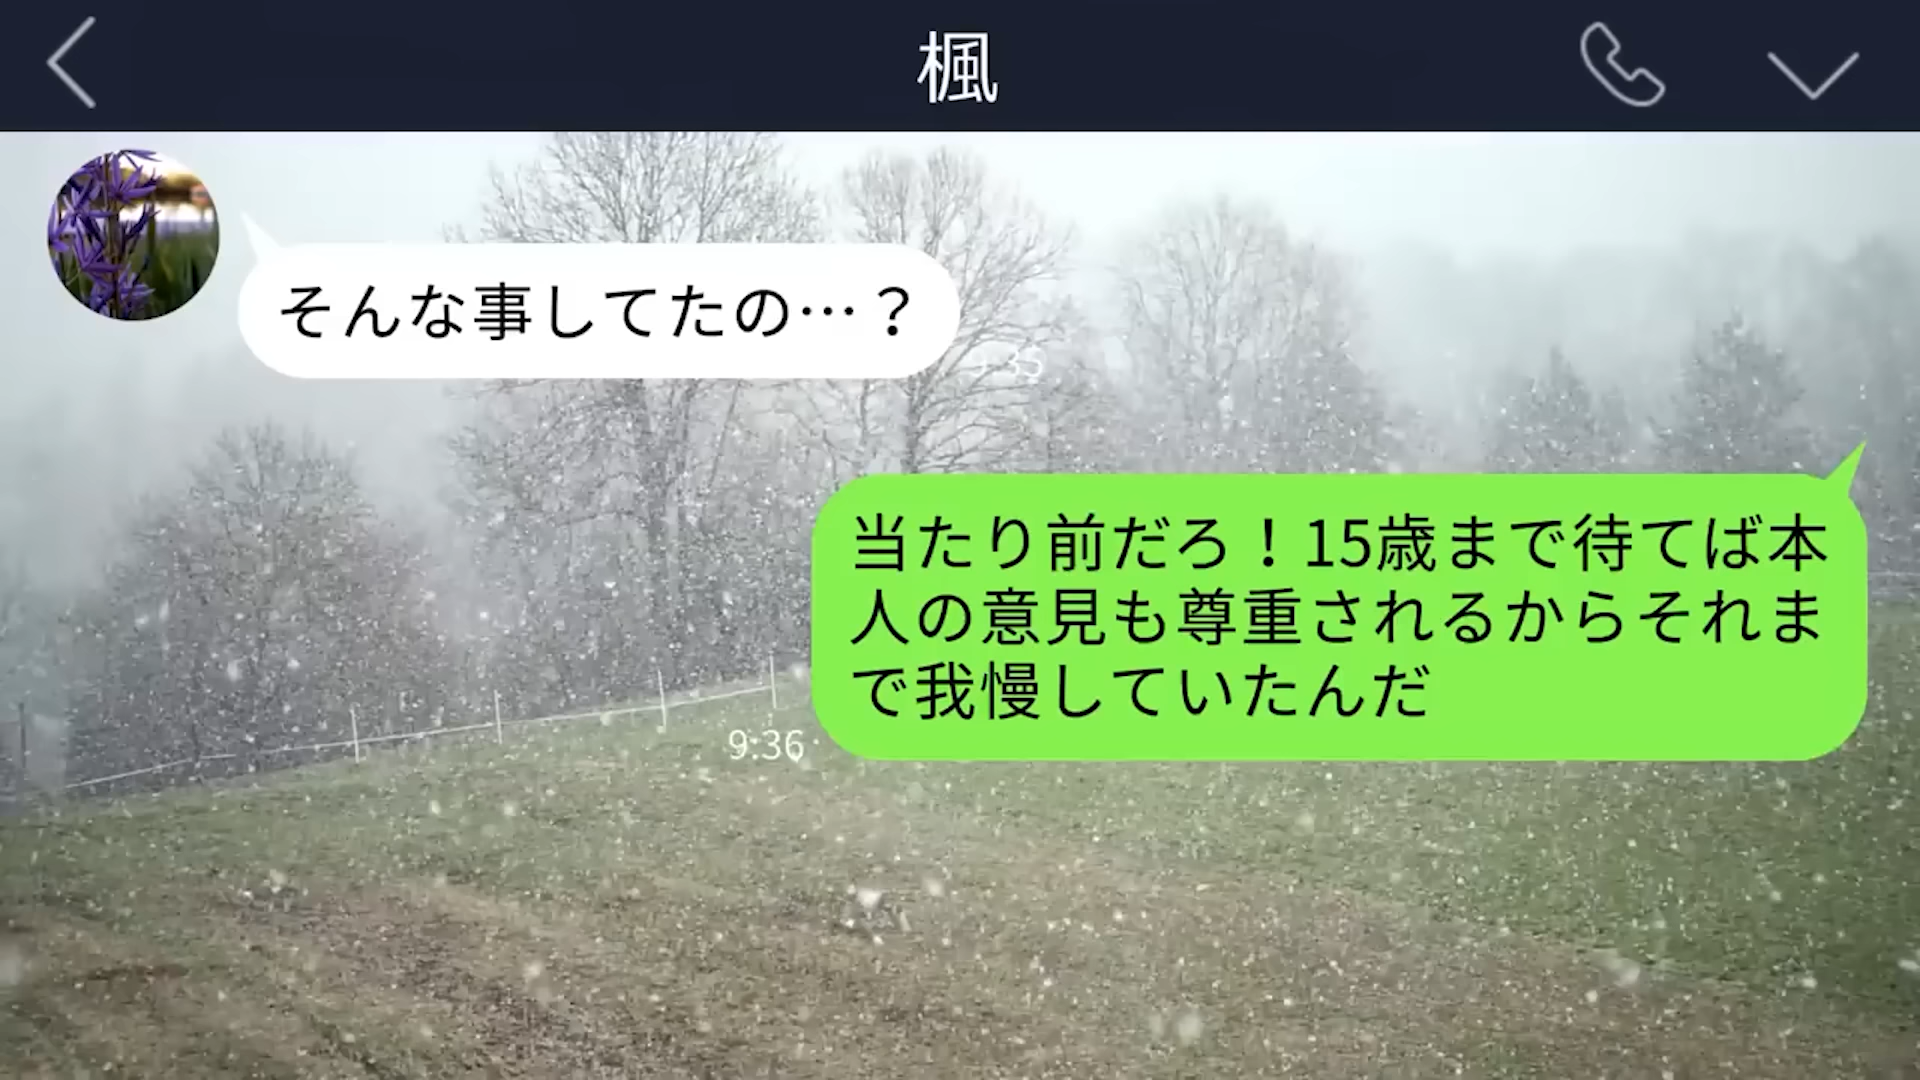 楓
そんな事してたの…？
9:35
当たり前だろ！15歳まで待てば本
人の意見も尊重されるからそれま
で我慢していたんだ
9:36